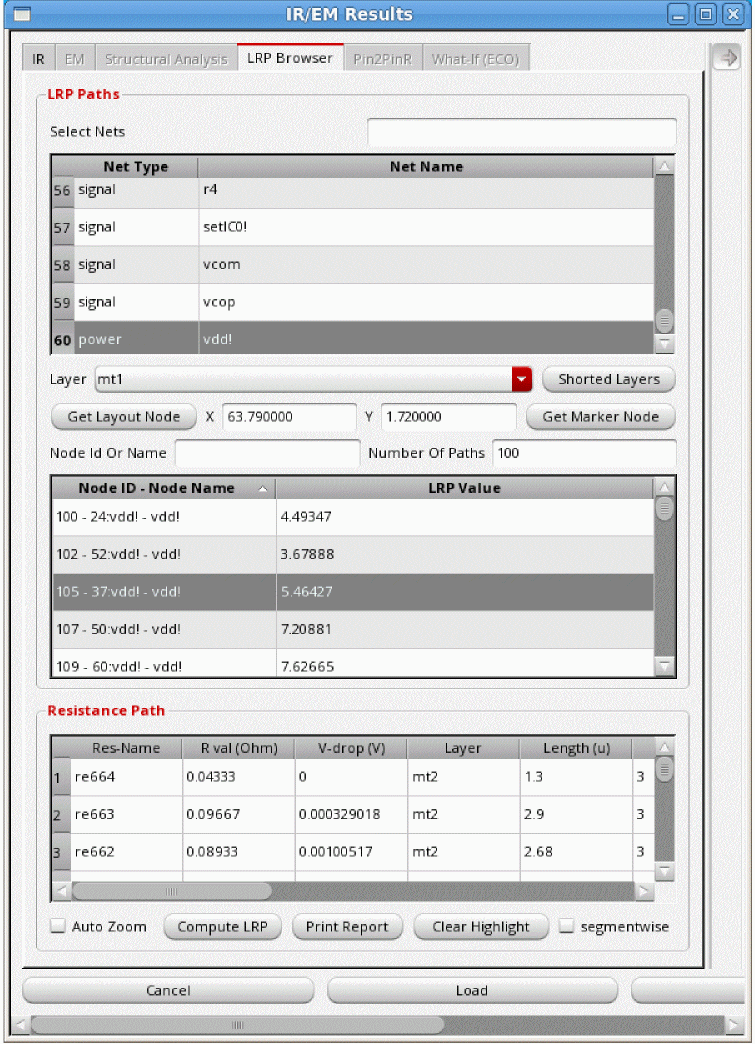 IR/EM Results
IR EM Structural Analysis LRP Browser Pin2PinR What-If (ECO)
LRP Paths
Select Nets
Net Type Net Name
56 signal r4
57 signal setIC0!
58 signal vcom
59 signal vcop
60 power vdd!
Layer mt1 Shorted Layers
Get Layout Node X 63.790000 Y 1.720000 Get Marker Node
Node Id Or Name Number Of Paths 100
Node ID - Node Name LRP Value
100 - 24:vdd! - vdd! 4.49347
102 - 52:vdd! - vdd! 3.67888
105 - 37:vdd! - vdd! 5.46427
107 - 50:vdd! - vdd! 7.20881
109 - 60:vdd! - vdd! 7.62665
Resistance Path
Res-Name R val (Ohm) V-drop (V) Layer Length (u)
1 re664 0.04333 0 mt2 1.3 3
2 re663 0.09667 0.000329018 mt2 2.9 3
3 re662 0.08933 0.00100517 mt2 2.68 3
Auto Zoom Compute LRP Print Report Clear Highlight segmentwise
Cancel Load